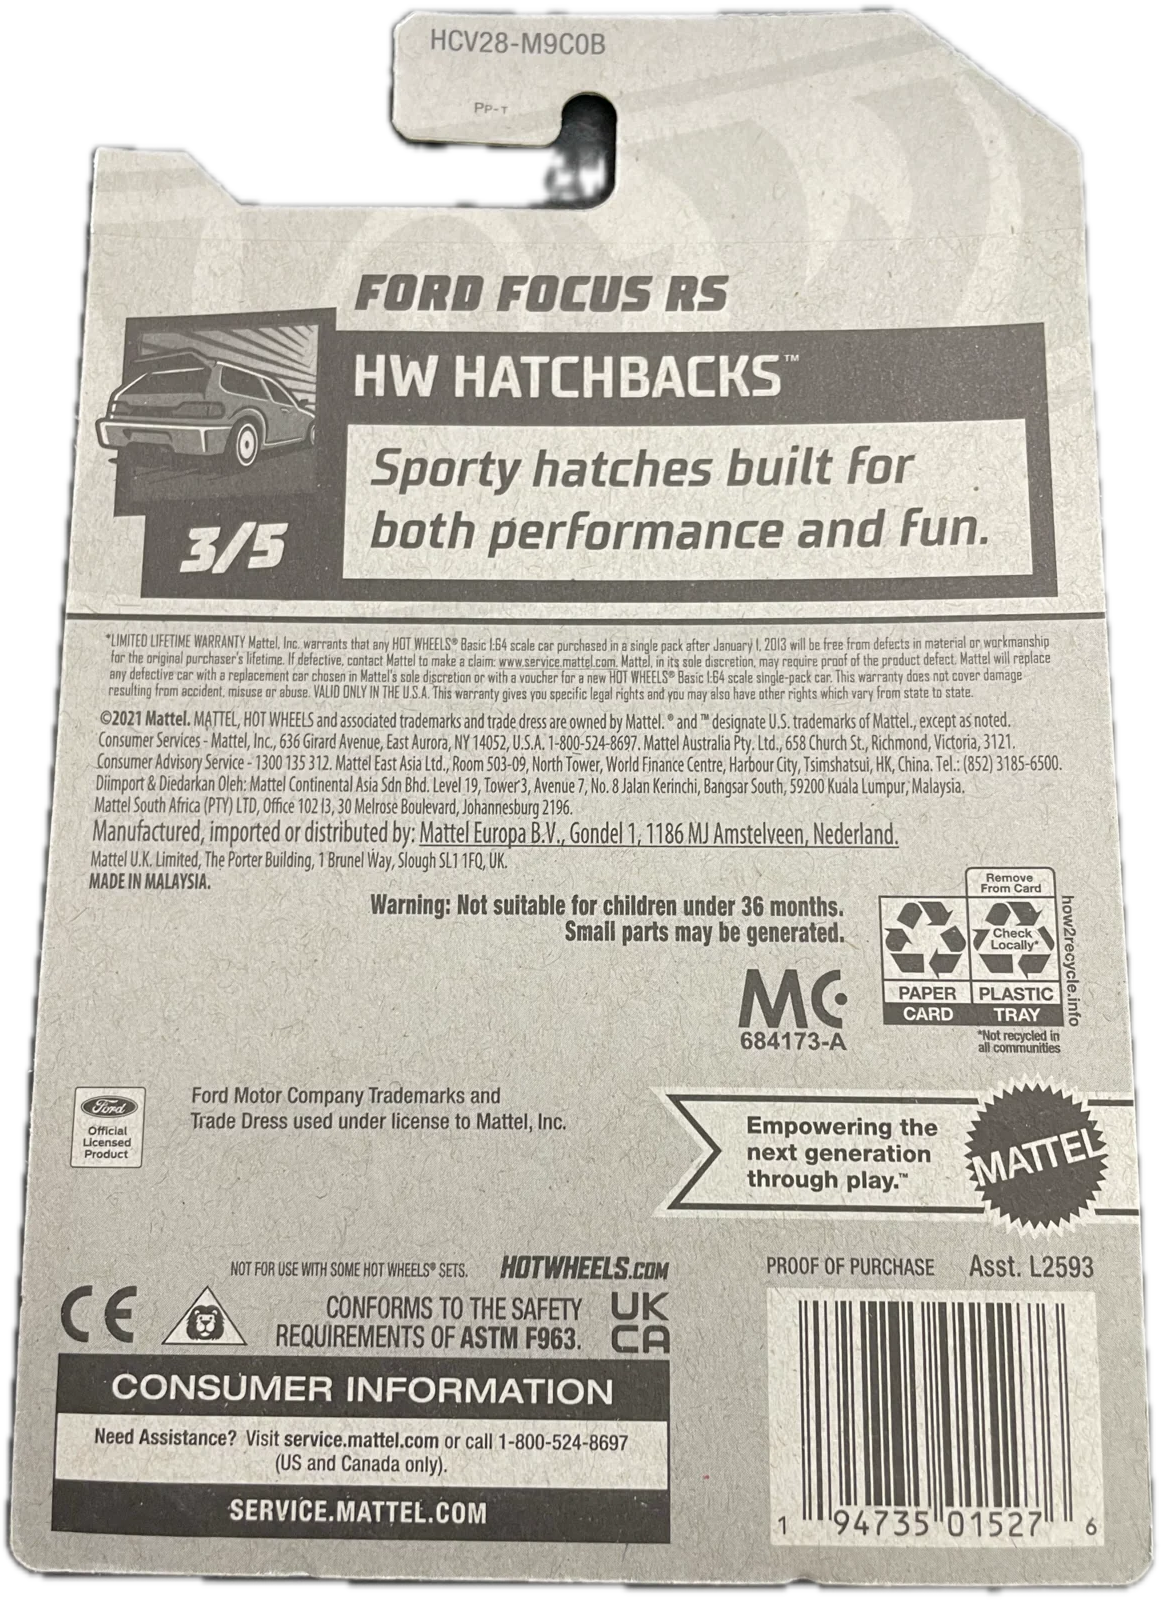 HCV28-M9C0B
PP-T
FORD FOCUS RS
HW HATCHBACKS™
Sporty hatches built for
both performance and fun.
3/5
*LIMITED LIFETIME WARRANTY Mattel, Inc. warrants that any HOT WHEELS® Basic 1:64 scale car purchased in a single pack after January 1, 2013 will be free from defects in material or workmanship
for the original purchaser's lifetime. If defective, contact Mattel to make a claim: www.service.mattel.com. Mattel, in its sole discretion, may require proof of the product defect. Mattel will replace
any defective car with a replacement car chosen in Mattel's sole discretion or with a voucher for a new HOT WHEELS® Basic 1:64 scale single-pack car. This warranty does not cover damage
resulting from accident, misuse or abuse. VALID ONLY IN THE U.S.A. This warranty gives you specific legal rights and you may also have other rights which vary from state to state.
©2021 Mattel. MATTEL, HOT WHEELS and associated trademarks and trade dress are owned by Mattel. ® and ™ designate U.S. trademarks of Mattel., except as noted.
Consumer Services - Mattel, Inc., 636 Girard Avenue, East Aurora, NY 14052, U.S.A. 1-800-524-8697. Mattel Australia Pty. Ltd., 658 Church St., Richmond, Victoria, 3121.
Consumer Advisory Service - 1300 135 312. Mattel East Asia Ltd., Room 503-09, North Tower, World Finance Centre, Harbour City, Tsimshatsui, HK, China. Tel.: (852) 3185-6500.
Diimport & Diedarkan Oleh: Mattel Continental Asia Sdn Bhd. Level 19, Tower 3, Avenue 7, No. 8 Jalan Kerinchi, Bangsar South, 59200 Kuala Lumpur, Malaysia.
Mattel South Africa (PTY) LTD, Office 102 I3, 30 Melrose Boulevard, Johannesburg 2196.
Manufactured, imported or distributed by: Mattel Europa B.V., Gondel 1, 1186 MJ Amstelveen, Nederland.
Mattel U.K. Limited, The Porter Building, 1 Brunel Way, Slough SL1 1FQ, UK.
MADE IN MALAYSIA.
Warning: Not suitable for children under 36 months.
Small parts may be generated.
MC
684173-A
Remove
From Card
Check
Locally*
PAPER PLASTIC
CARD TRAY
*Not recycled in
all communities
how2recycle.info
Ford
Official
Licensed
Product
Ford Motor Company Trademarks and
Trade Dress used under license to Mattel, Inc.
Empowering the
next generation
through play.™
MATTEL
NOT FOR USE WITH SOME HOT WHEELS® SETS. HOTWHEELS.COM
CE
CONFORMS TO THE SAFETY
REQUIREMENTS OF ASTM F963.
UK
CA
CONSUMER INFORMATION
Need Assistance? Visit service.mattel.com or call 1-800-524-8697
(US and Canada only).
SERVICE.MATTEL.COM
PROOF OF PURCHASE Asst. L2593
1 94735 01527 6